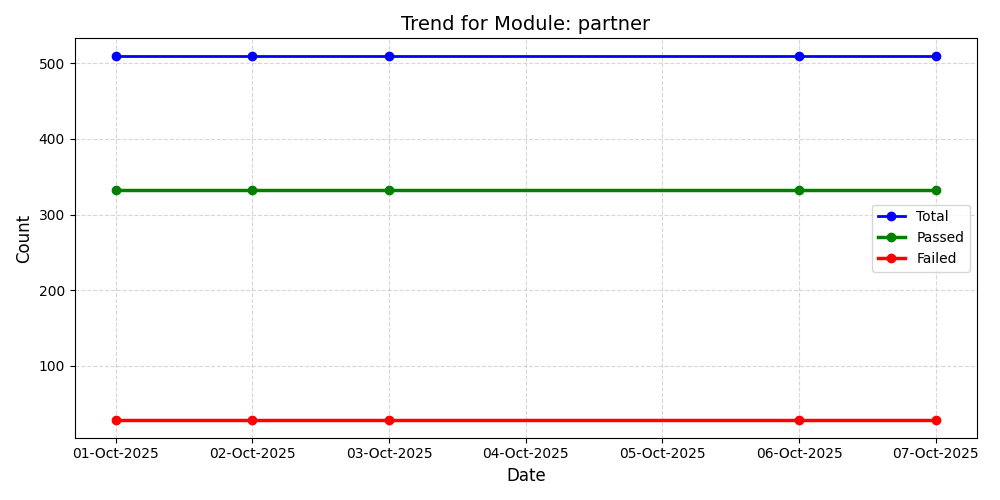 Trend for Module: partner
500
400
300
200
100
Count
Total
Passed
Failed
01-Oct-2025 02-Oct-2025 03-Oct-2025 04-Oct-2025 05-Oct-2025 06-Oct-2025 07-Oct-2025
Date